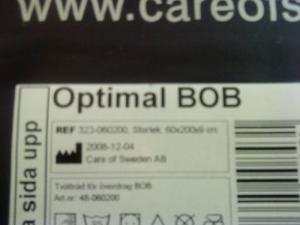 www.careofs
Optimal BOB
REF 323-060200, Storlek: 60x200x9 cm
2008-12-04
Care of Sweden AB
Tvättråd för överdrag BOB
Art.nr: 48-060200
a sida upp